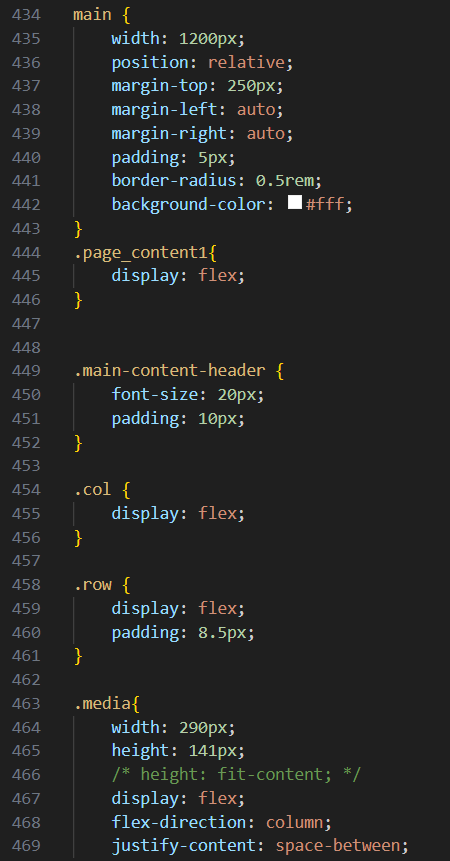 434 main {
435     width: 1200px;
436     position: relative;
437     margin-top: 250px;
438     margin-left: auto;
439     margin-right: auto;
440     padding: 5px;
441     border-radius: 0.5rem;
442     background-color: #fff;
443 }
444 .page_content1{
445     display: flex;
446 }
447
448
449 .main-content-header {
450     font-size: 20px;
451     padding: 10px;
452 }
453
454 .col {
455     display: flex;
456 }
457
458 .row {
459     display: flex;
460     padding: 8.5px;
461 }
462
463 .media{
464     width: 290px;
465     height: 141px;
466     /* height: fit-content; */
467     display: flex;
468     flex-direction: column;
469     justify-content: space-between;